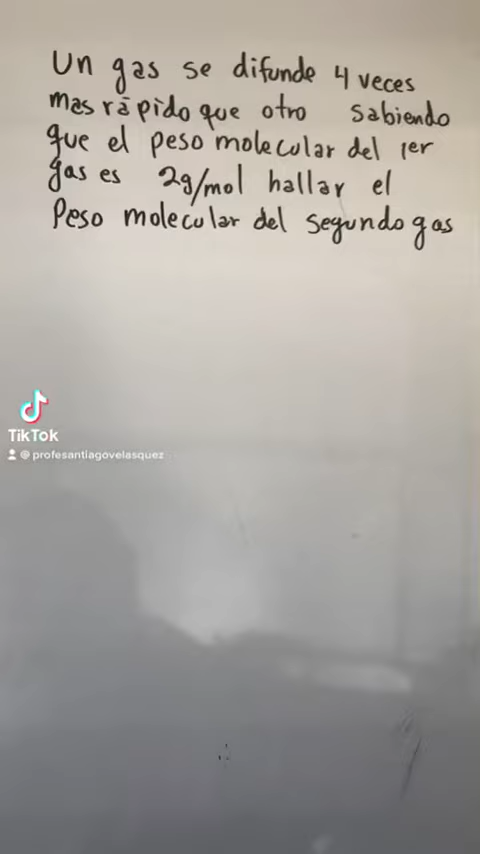 Un gas se difunde 4 veces
mas rápido que otro sabiendo
que el peso molecular del 1er
gas es 2g/mol hallar el
Peso molecular del segundo gas
TikTok
@profesantiagovelasquez